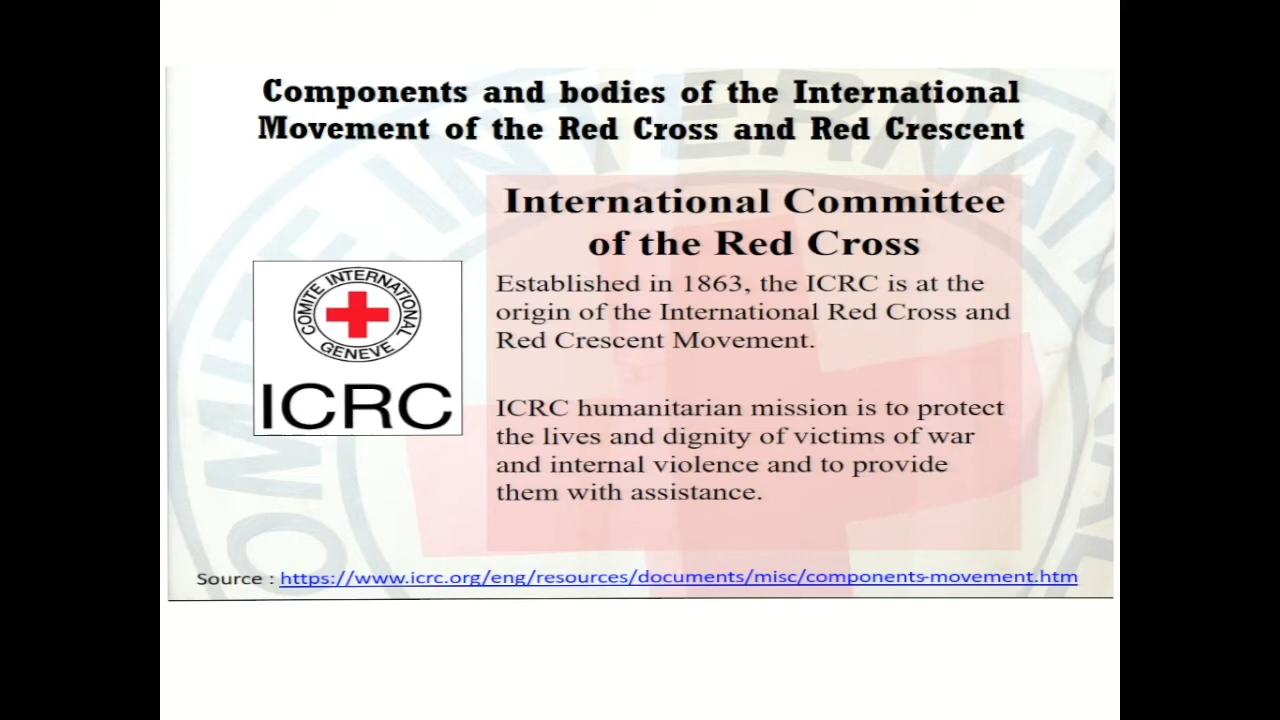 Components and bodies of the International
Movement of the Red Cross and Red Crescent
International Committee
of the Red Cross
Established in 1863, the ICRC is at the
origin of the International Red Cross and
Red Crescent Movement.
ICRC humanitarian mission is to protect
the lives and dignity of victims of war
and internal violence and to provide
them with assistance.
COMITE INTERNATIONAL
GENEVE
ICRC
Source : https://www.icrc.org/eng/resources/documents/misc/components-movement.htm